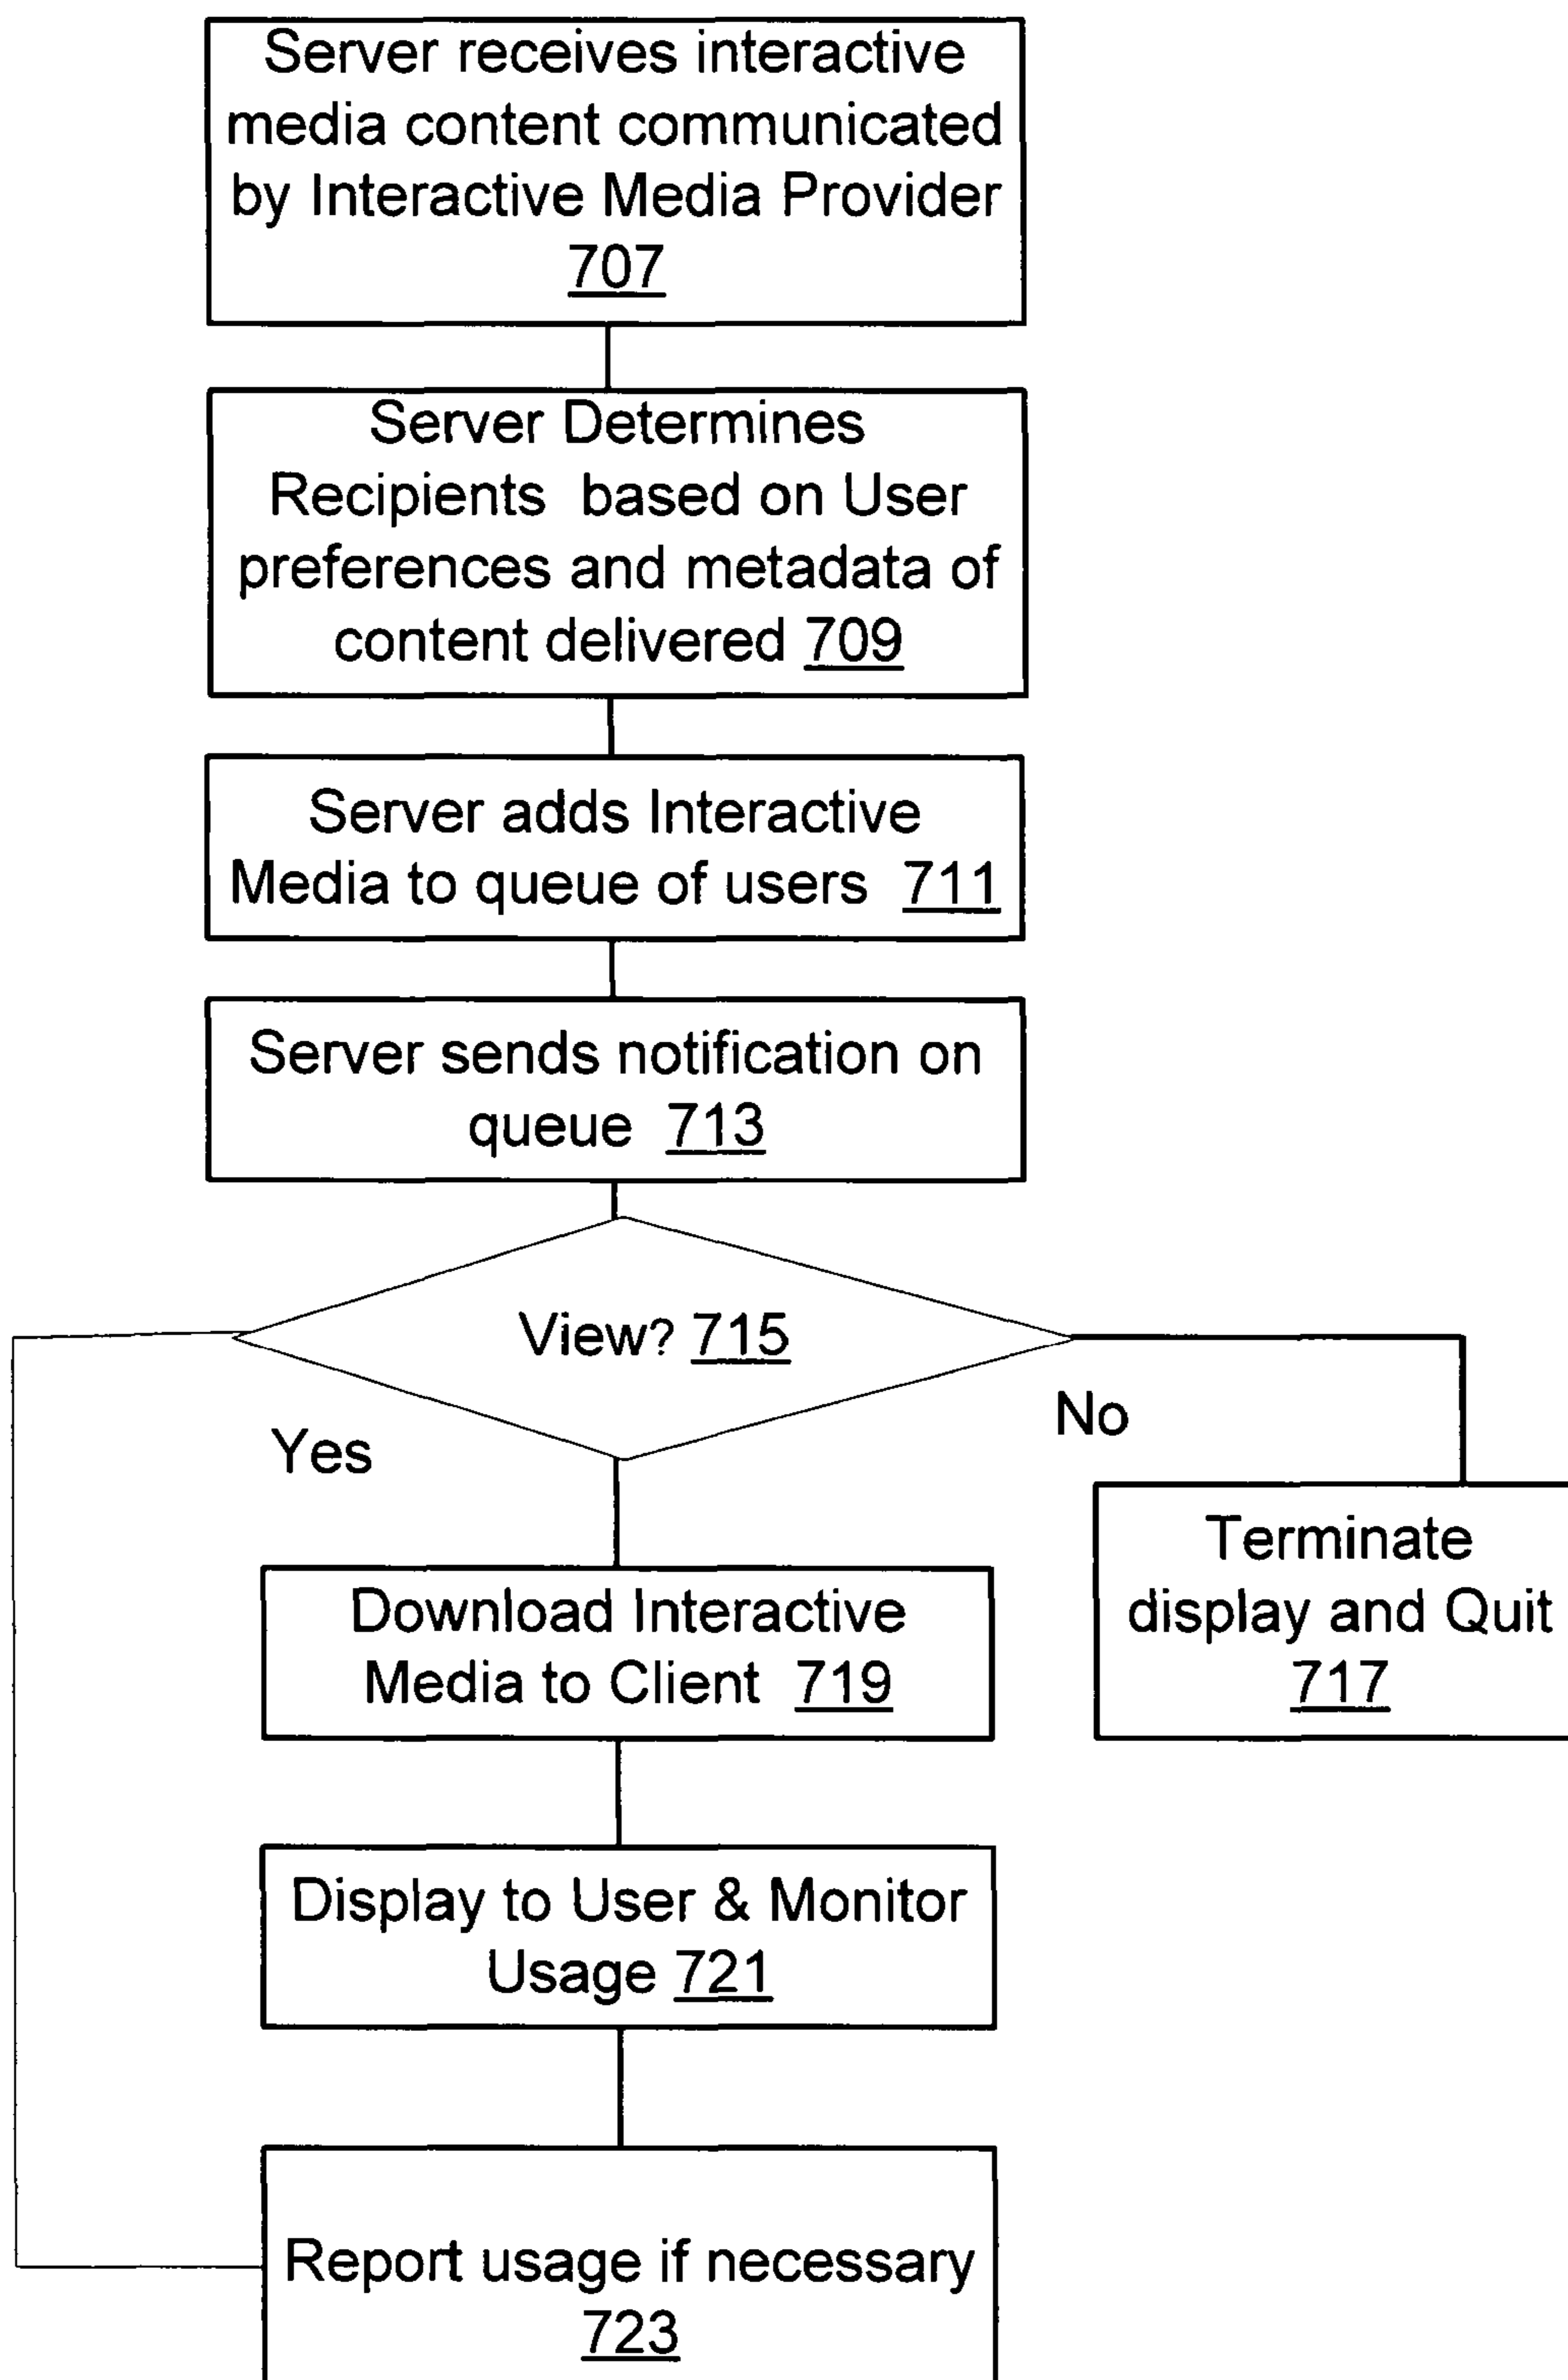 Server receives interactive
media content communicated
by Interactive Media Provider
707
Server Determines
Recipients based on User
preferences and metadata of
content delivered 709
Server adds Interactive
Media to queue of users 711
Server sends notification on
queue 713
View? 715
No
Yes
Terminate
display and Quit
717
Download Interactive
Media to Client 719
Display to User & Monitor
Usage 721
Report usage if necessary
723